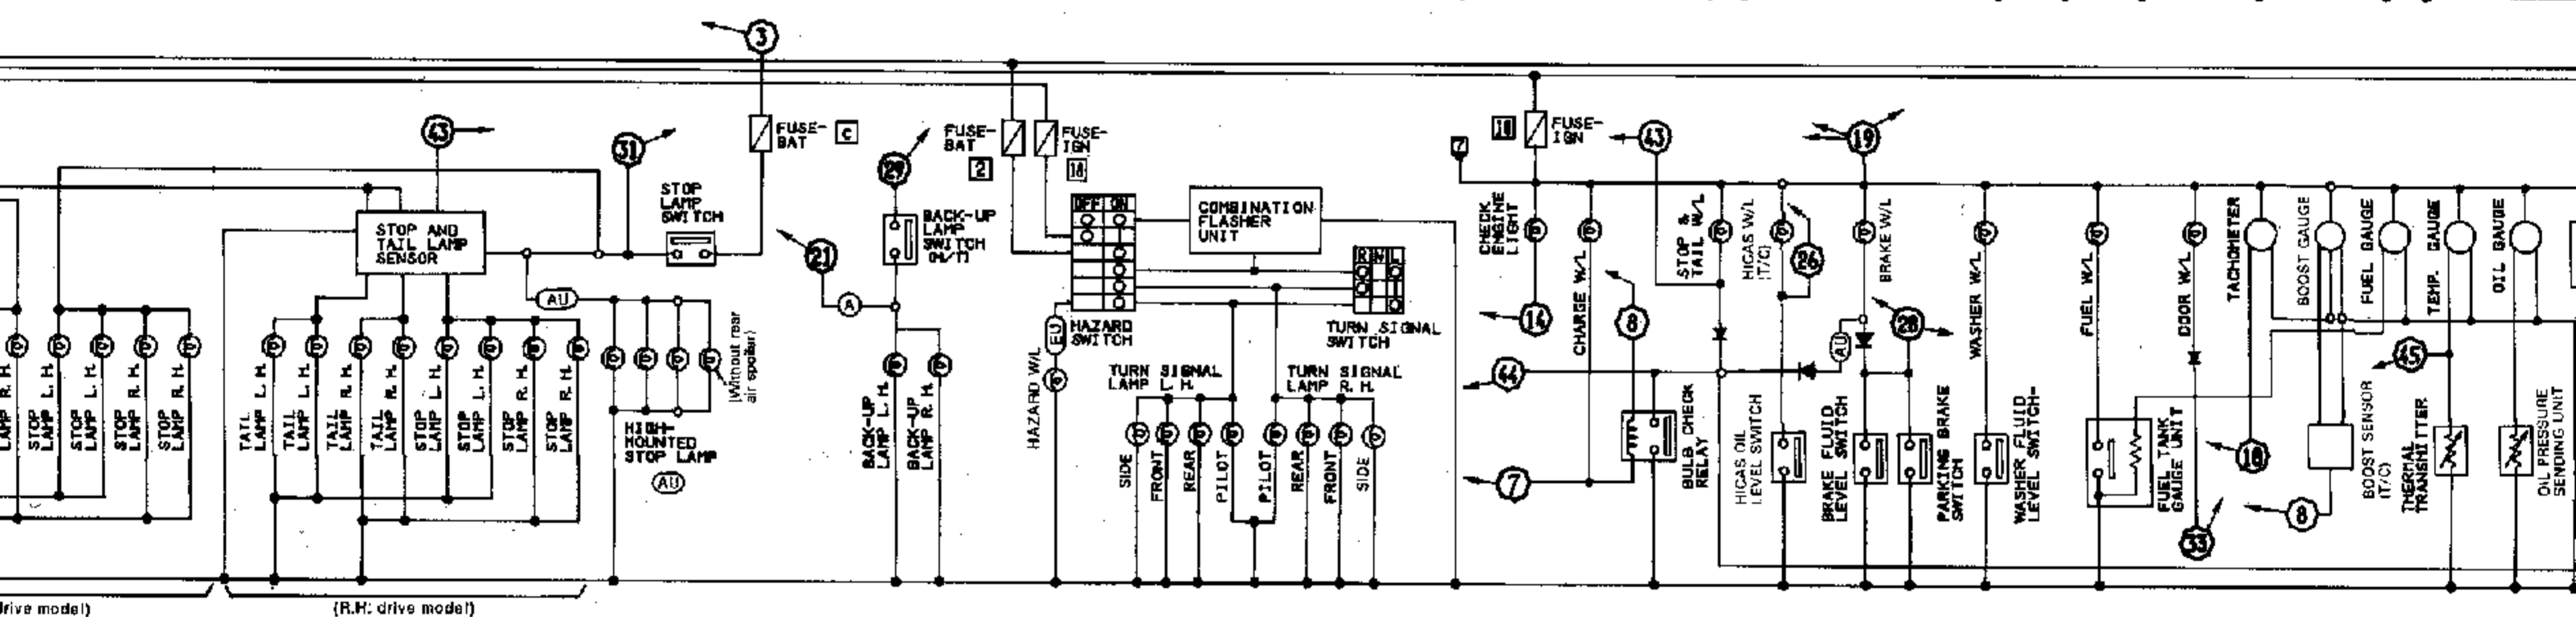 3
43
31
STOP
LAMP
SWITCH
FUSE-
BAT
C
29
BACK-UP
LAMP
SWITCH
(M/T)
21
A
FUSE-
BAT
2
FUSE-
IGN
18
STOP AND
TAIL LAMP
SENSOR
AU
LAMP R. H.
STOP
LAMP L. H.
STOP
LAMP L. H.
STOP
LAMP R. H.
STOP
LAMP R. H.
TAIL
LAMP L. H.
TAIL
LAMP L. H.
TAIL
LAMP R. H.
TAIL
LAMP R. H.
STOP
LAMP L. H.
STOP
LAMP L. H.
STOP
LAMP R. H.
STOP
LAMP R. H.
(Without rear
air spoiler)
HIGH-
MOUNTED
STOP LAMP
AU
BACK-UP
LAMP L. H.
BACK-UP
LAMP R. H.
OFF ON
COMBINATION
FLASHER
UNIT
R N L
EU
HAZARD
SWITCH
TURN SIGNAL
SWITCH
HAZARD W/L
TURN SIGNAL
LAMP L. H.
TURN SIGNAL
LAMP R. H.
SIDE
FRONT
REAR
PILOT
PILOT
REAR
FRONT
SIDE
7
10
FUSE-
IGN
43
19
CHECK
ENGINE
LIGHT
14
CHARGE W/L
8
STOP &
TAIL W/L
HICAS W/L
(T/C)
26
BRAKE W/L
28
AU
44
7
BULB CHECK
RELAY
HICAS OIL
LEVEL SWITCH
BRAKE FLUID
LEVEL SWITCH
PARKING BRAKE
SWITCH
WASHER W/L
WASHER FLUID
LEVEL SWITCH
FUEL W/L
FUEL TANK
GAUGE UNIT
DOOR W/L
33
TACHOMETER
18
BOOST GAUGE
8
BOOST SENSOR
(T/C)
FUEL GAUGE
TEMP. GAUGE
45
THERMAL
TRANSMITTER
OIL GAUGE
OIL PRESSURE
SENDING UNIT
drive model)
(R.H. drive model)